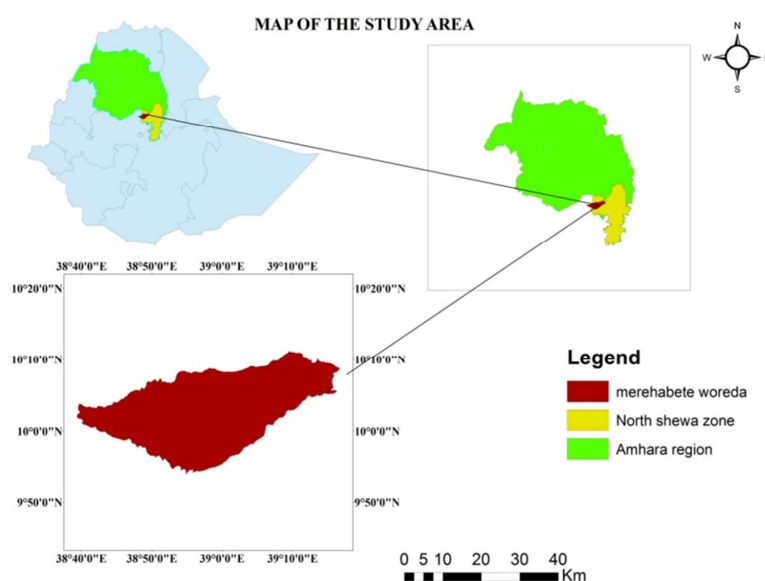 MAP OF THE STUDY AREA
N
W
S
38°40'0"E 38°50'0"E 39°0'0"E 39°10'0"E
10°20'0"N 10°20'0"N
10°10'0"N 10°10'0"N
10°0'0"N 10°0'0"N
9°50'0"N 9°50'0"N
38°40'0"E 38°50'0"E 39°0'0"E 39°10'0"E
Legend
merehabete woreda
North shewa zone
Amhara region
0 5 10 20 30 40
Km